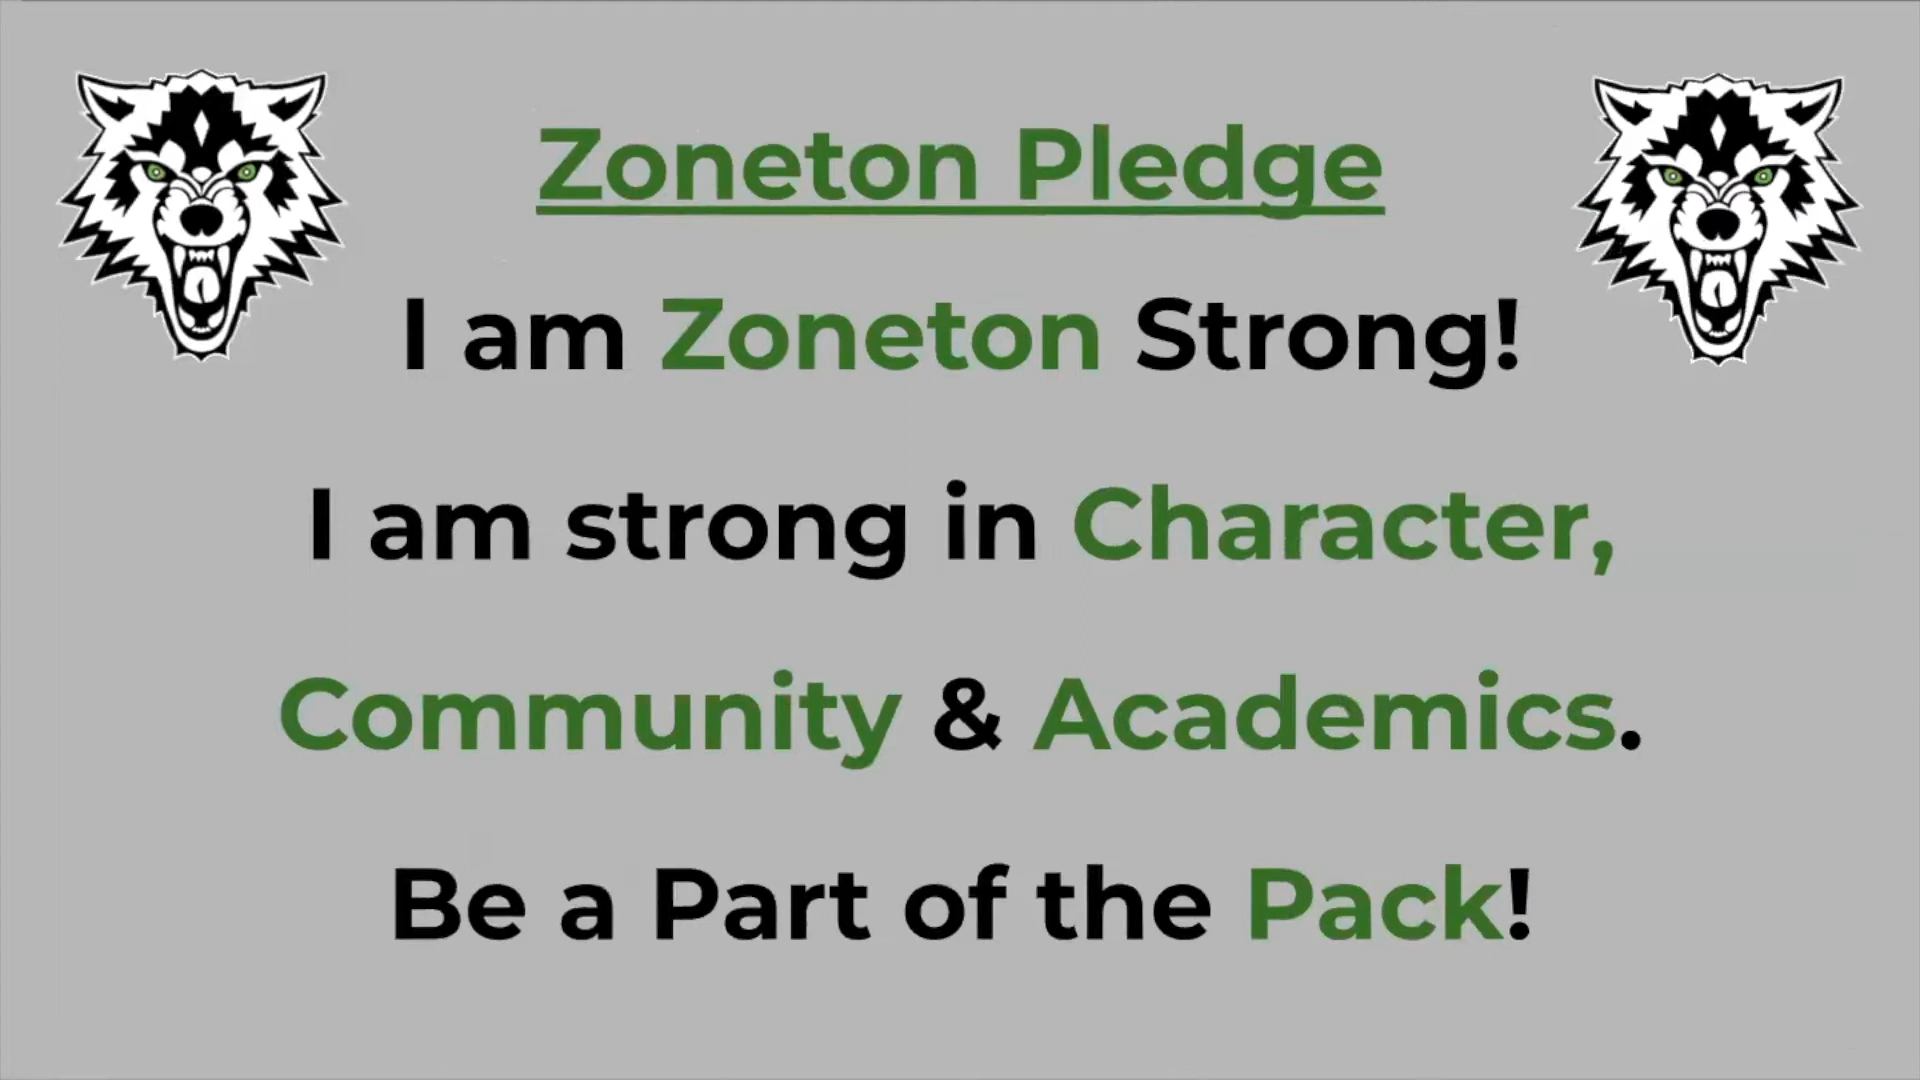 Zoneton Pledge
I am Zoneton Strong!
I am strong in Character,
Community & Academics.
Be a Part of the Pack!